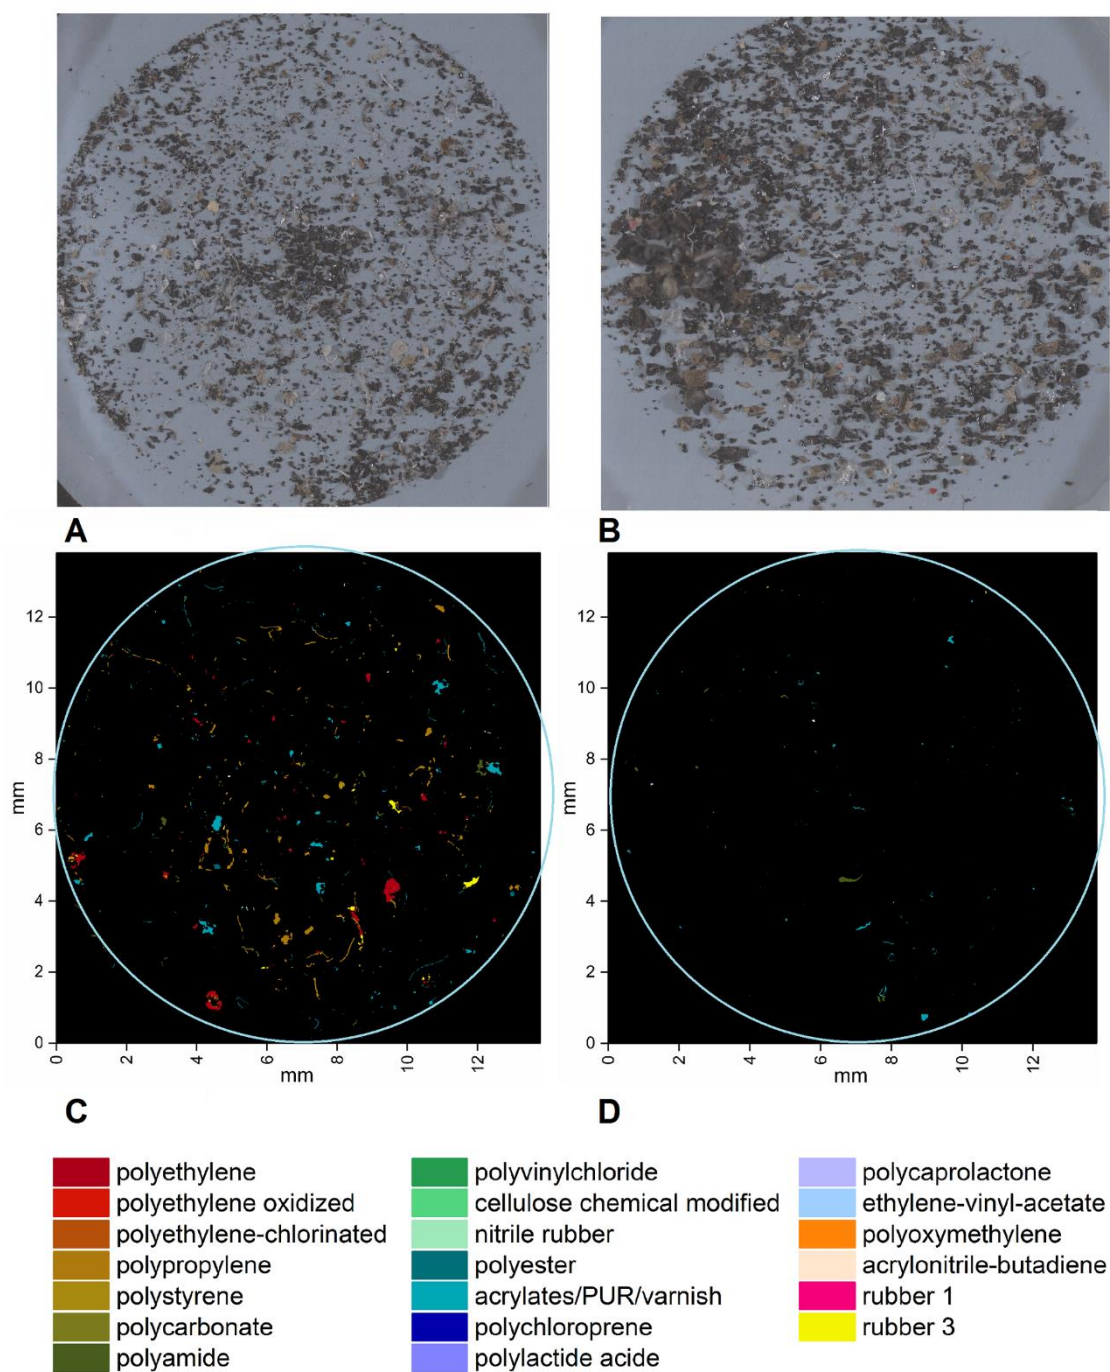 A
B
12
10
8
6
4
2
0
mm
0
2
4
6
8
10
12
mm
12
10
8
6
4
2
0
mm
0
2
4
6
8
10
12
mm
C
D
polyethylene
polyethylene oxidized
polyethylene-chlorinated
polypropylene
polystyrene
polycarbonate
polyamide
polyvinylchloride
cellulose chemical modified
nitrile rubber
polyester
acrylates/PUR/varnish
polychloroprene
polylactide acide
polycaprolactone
ethylene-vinyl-acetate
polyoxymethylene
acrylonitrile-butadiene
rubber 1
rubber 3